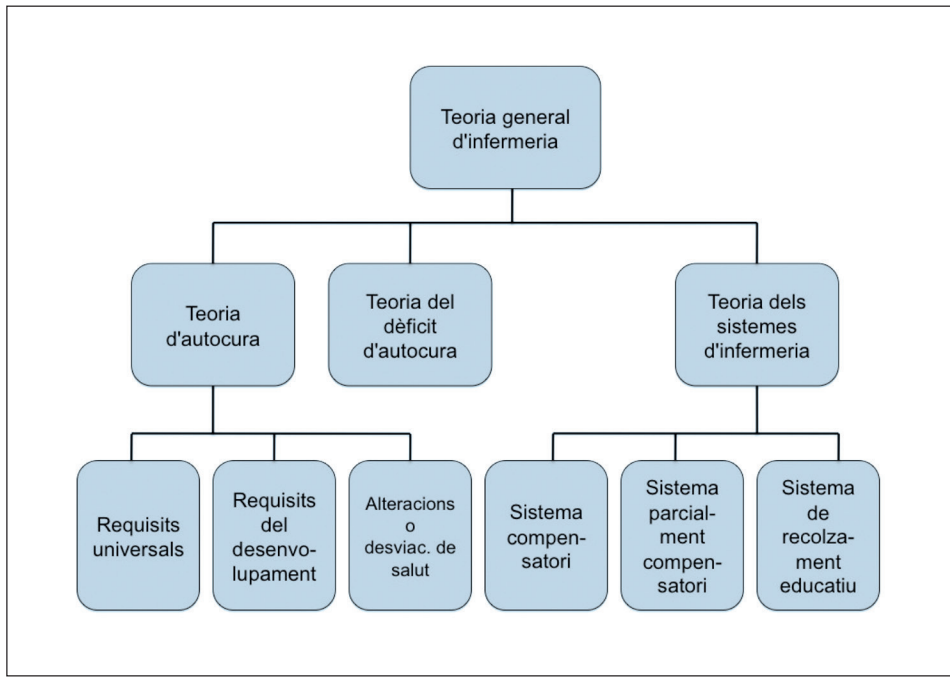 Teoria general
d'infermeria
Teoria
d'autocura
Teoria del
dèficit
d'autocura
Teoria dels
sistemes
d'infermeria
Requisits
universals
Requisits
del
desenvo-
lupament
Alteracions
o
desviac. de
salut
Sistema
compen-
satori
Sistema
parcial-
ment
compen-
satori
Sistema
de
recolza-
ment
educatiu